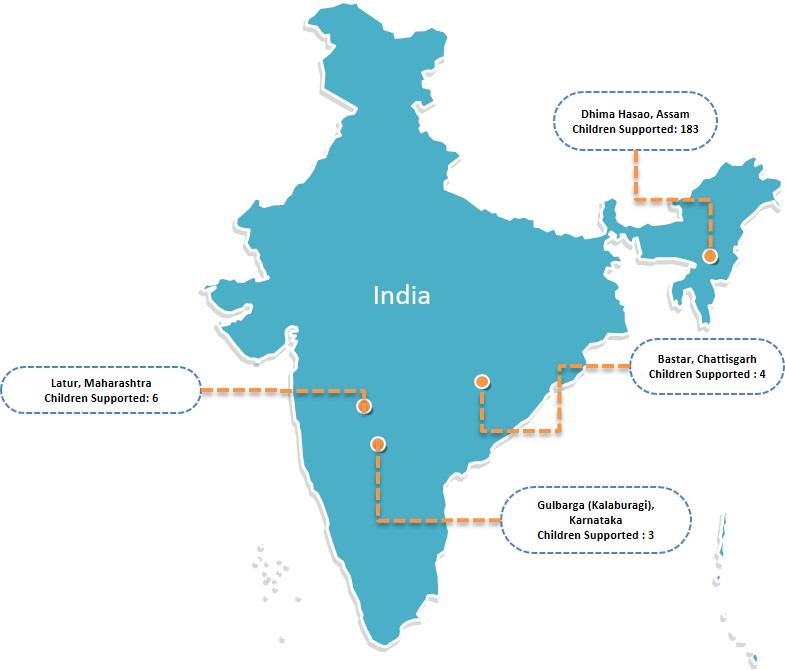 Dhima Hasao, Assam
Children Supported: 183
India
Bastar, Chattisgarh
Children Supported : 4
Latur, Maharashtra
Children Supported: 6
Gulbarga (Kalaburagi),
Karnataka
Children Supported : 3